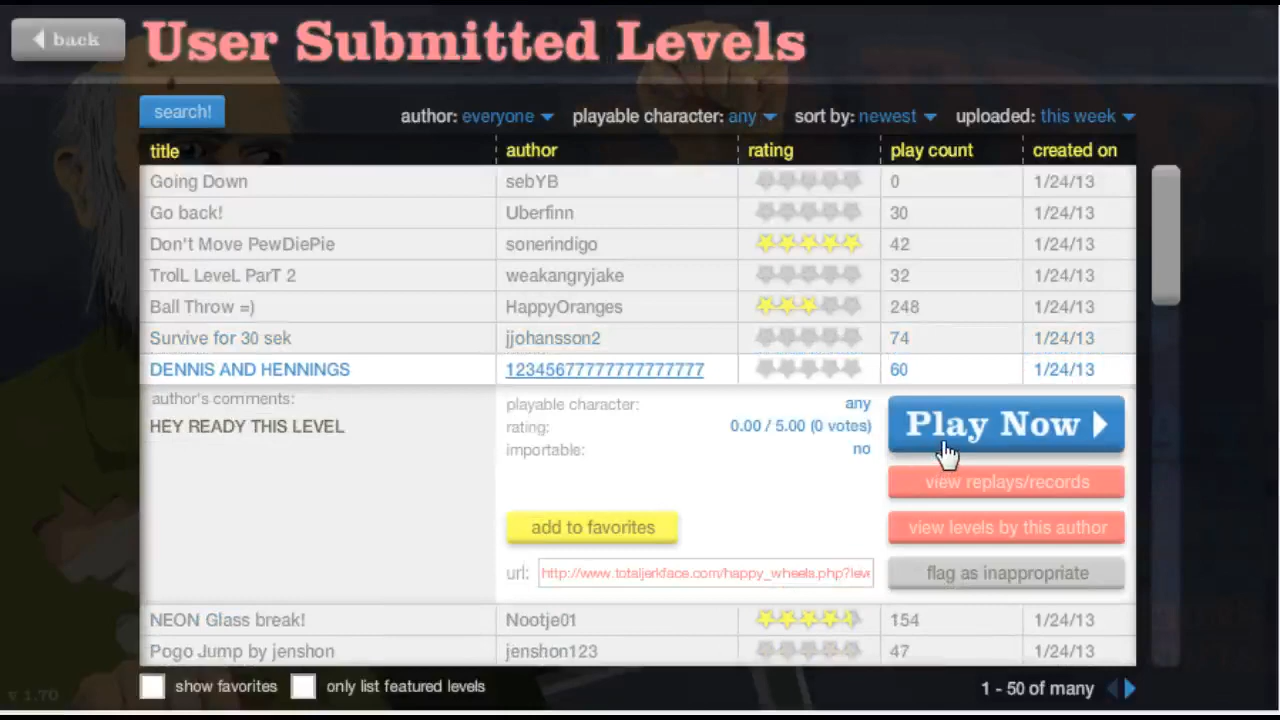 back
User Submitted Levels
search!
author: everyone playable character: any sort by: newest uploaded: this week
title author rating play count created on
Going Down sebYB 0 1/24/13
Go back! Uberfinn 30 1/24/13
Don't Move PewDiePie sonerindigo 42 1/24/13
TrolL LeveL ParT 2 weakangryjake 32 1/24/13
Ball Throw =) HappyOranges 248 1/24/13
Survive for 30 sek jjohansson2 74 1/24/13
DENNIS AND HENNINGS 12345677777777777777 60 1/24/13
author's comments:
HEY READY THIS LEVEL
playable character: any
rating: 0.00 / 5.00 (0 votes)
importable: no
Play Now
view replays/records
add to favorites
view levels by this author
url: http://www.totaljerkface.com/happy_wheels.php?leve
flag as inappropriate
NEON Glass break! Nootje01 154 1/24/13
Pogo Jump by jenshon jenshon123 47 1/24/13
show favorites only list featured levels
1 - 50 of many
v 1.70